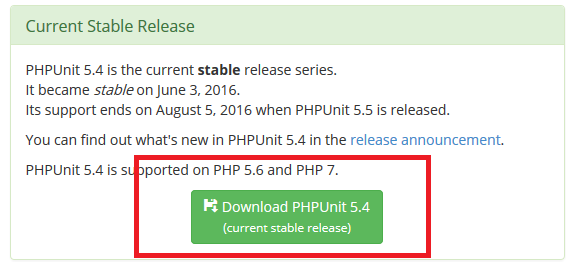 Current Stable Release
PHPUnit 5.4 is the current stable release series.
It became stable on June 3, 2016.
Its support ends on August 5, 2016 when PHPUnit 5.5 is released.
You can find out what's new in PHPUnit 5.4 in the release announcement.
PHPUnit 5.4 is supported on PHP 5.6 and PHP 7.
Download PHPUnit 5.4
(current stable release)